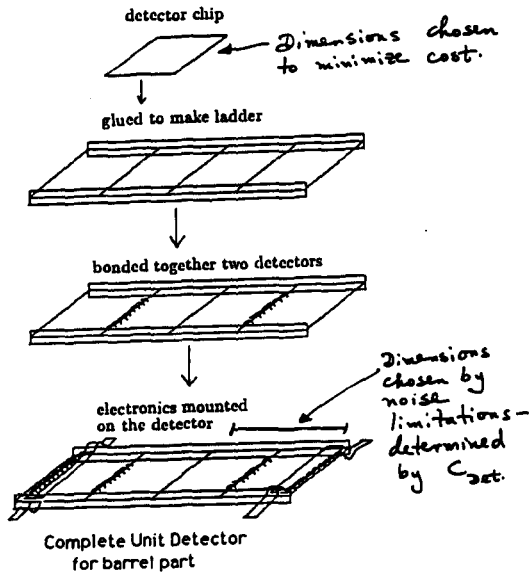 detector chip
Dimensions chosen
to minimize cost.
glued to make ladder
bonded together two detectors
Dimensions
chosen by
noise
limitations-
determined
by C_Det.
electronics mounted
on the detector
Complete Unit Detector
for barrel part